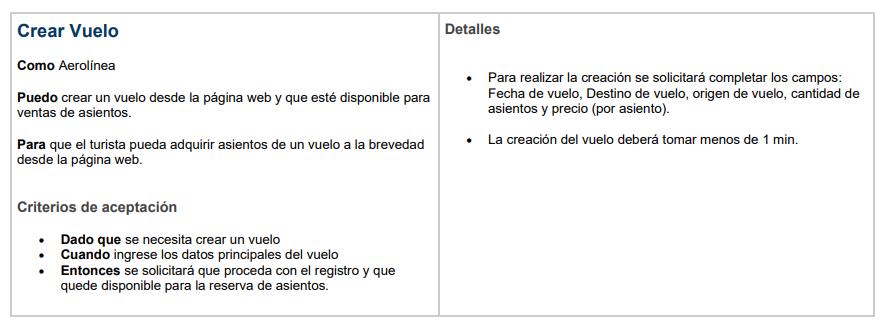 Crear Vuelo
Como Aerolínea
Puedo crear un vuelo desde la página web y que esté disponible para
ventas de asientos.
Para que el turista pueda adquirir asientos de un vuelo a la brevedad
desde la página web.
Criterios de aceptación
• Dado que se necesita crear un vuelo
• Cuando ingrese los datos principales del vuelo
• Entonces se solicitará que proceda con el registro y que
quede disponible para la reserva de asientos.
Detalles
• Para realizar la creación se solicitará completar los campos:
Fecha de vuelo, Destino de vuelo, origen de vuelo, cantidad de
asientos y precio (por asiento).
• La creación del vuelo deberá tomar menos de 1 min.